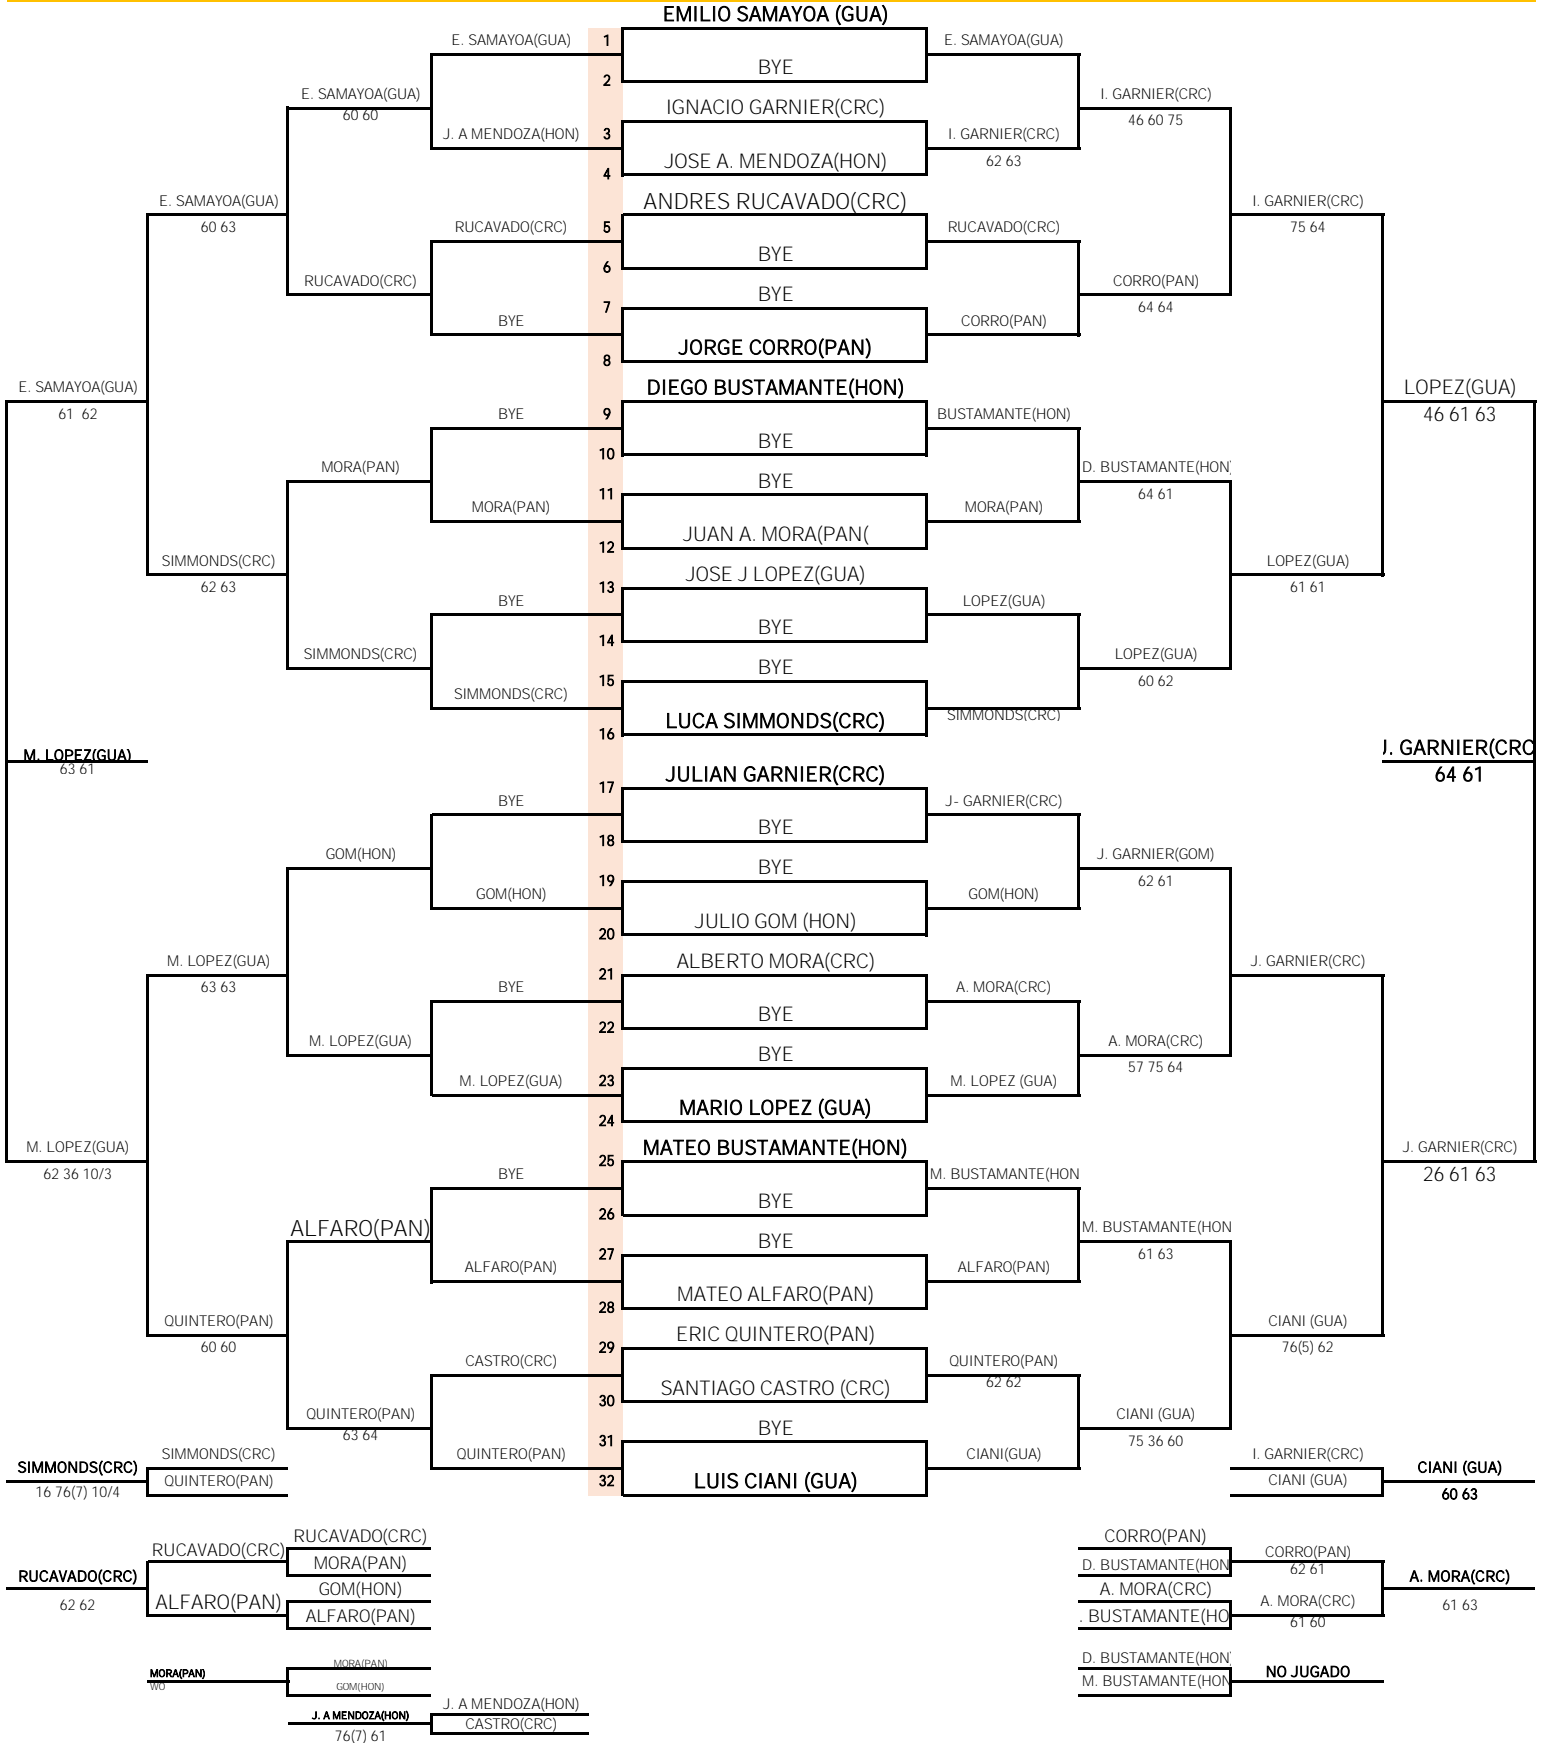 EMILIO SAMAYOA (GUA)
E. SAMAYOA(GUA) 1 E. SAMAYOA(GUA)
BYE
2
E. SAMAYOA(GUA) I. GARNIER(CRC)
60 60 IGNACIO GARNIER(CRC) 46 60 75
J. A MENDOZA(HON) 3 I. GARNIER(CRC)
JOSE A. MENDOZA(HON) 62 63
4
E. SAMAYOA(GUA) ANDRES RUCAVADO(CRC) I. GARNIER(CRC)
60 63 RUCAVADO(CRC) 5 RUCAVADO(CRC) 75 64
BYE
6
RUCAVADO(CRC) BYE CORRO(PAN)
7 64 64
BYE CORRO(PAN)
JORGE CORRO(PAN)
8
E. SAMAYOA(GUA) DIEGO BUSTAMANTE(HON) LOPEZ(GUA)
61 62 BYE 9 BUSTAMANTE(HON) 46 61 63
BYE
10
MORA(PAN) BYE D. BUSTAMANTE(HON)
11 64 61
MORA(PAN) MORA(PAN)
JUAN A. MORA(PAN(
12
SIMMONDS(CRC) JOSE J LOPEZ(GUA) LOPEZ(GUA)
62 63 13 61 61
BYE LOPEZ(GUA)
BYE
14
SIMMONDS(CRC) BYE LOPEZ(GUA)
15 60 62
SIMMONDS(CRC) SIMMONDS(CRC)
LUCA SIMMONDS(CRC)
16
M. LOPEZ(GUA) J. GARNIER(CRC
63 61 JULIAN GARNIER(CRC) 64 61
17
BYE J- GARNIER(CRC)
BYE
18
GOM(HON) BYE J. GARNIER(GOM)
19 62 61
GOM(HON) GOM(HON)
JULIO GOM (HON)
20
M. LOPEZ(GUA) ALBERTO MORA(CRC) J. GARNIER(CRC)
63 63 21
BYE A. MORA(CRC)
BYE
22
M. LOPEZ(GUA) BYE A. MORA(CRC)
57 75 64
M. LOPEZ(GUA) 23 M. LOPEZ (GUA)
MARIO LOPEZ (GUA)
24
M. LOPEZ(GUA) MATEO BUSTAMANTE(HON) J. GARNIER(CRC)
62 36 10/3 25 26 61 63
BYE M. BUSTAMANTE(HON
BYE
26
ALFARO(PAN) M. BUSTAMANTE(HON
BYE
27 61 63
ALFARO(PAN) ALFARO(PAN)
MATEO ALFARO(PAN)
28
QUINTERO(PAN) ERIC QUINTERO(PAN) CIANI (GUA)
60 60 29 76(5) 62
CASTRO(CRC) QUINTERO(PAN)
SANTIAGO CASTRO (CRC) 62 62
30
QUINTERO(PAN) CIANI (GUA)
63 64 BYE 75 36 60
31
QUINTERO(PAN) CIANI(GUA)
32 LUIS CIANI (GUA)
SIMMONDS(CRC) I. GARNIER(CRC)
SIMMONDS(CRC) CIANI (GUA)
QUINTERO(PAN) CIANI (GUA)
16 76(7) 10/4 60 63
RUCAVADO(CRC) CORRO(PAN)
RUCAVADO(CRC) CORRO(PAN)
MORA(PAN) D. BUSTAMANTE(HON 62 61
RUCAVADO(CRC) A. MORA(CRC)
GOM(HON) A. MORA(CRC)
62 62 ALFARO(PAN) A. MORA(CRC) 61 63
ALFARO(PAN) . BUSTAMANTE(HO 61 60
MORA(PAN) D. BUSTAMANTE(HON)
MORA(PAN) NO JUGADO
WO GOM(HON) M. BUSTAMANTE(HON
J. A MENDOZA(HON)
J. A MENDOZA(HON)
CASTRO(CRC)
76(7) 61